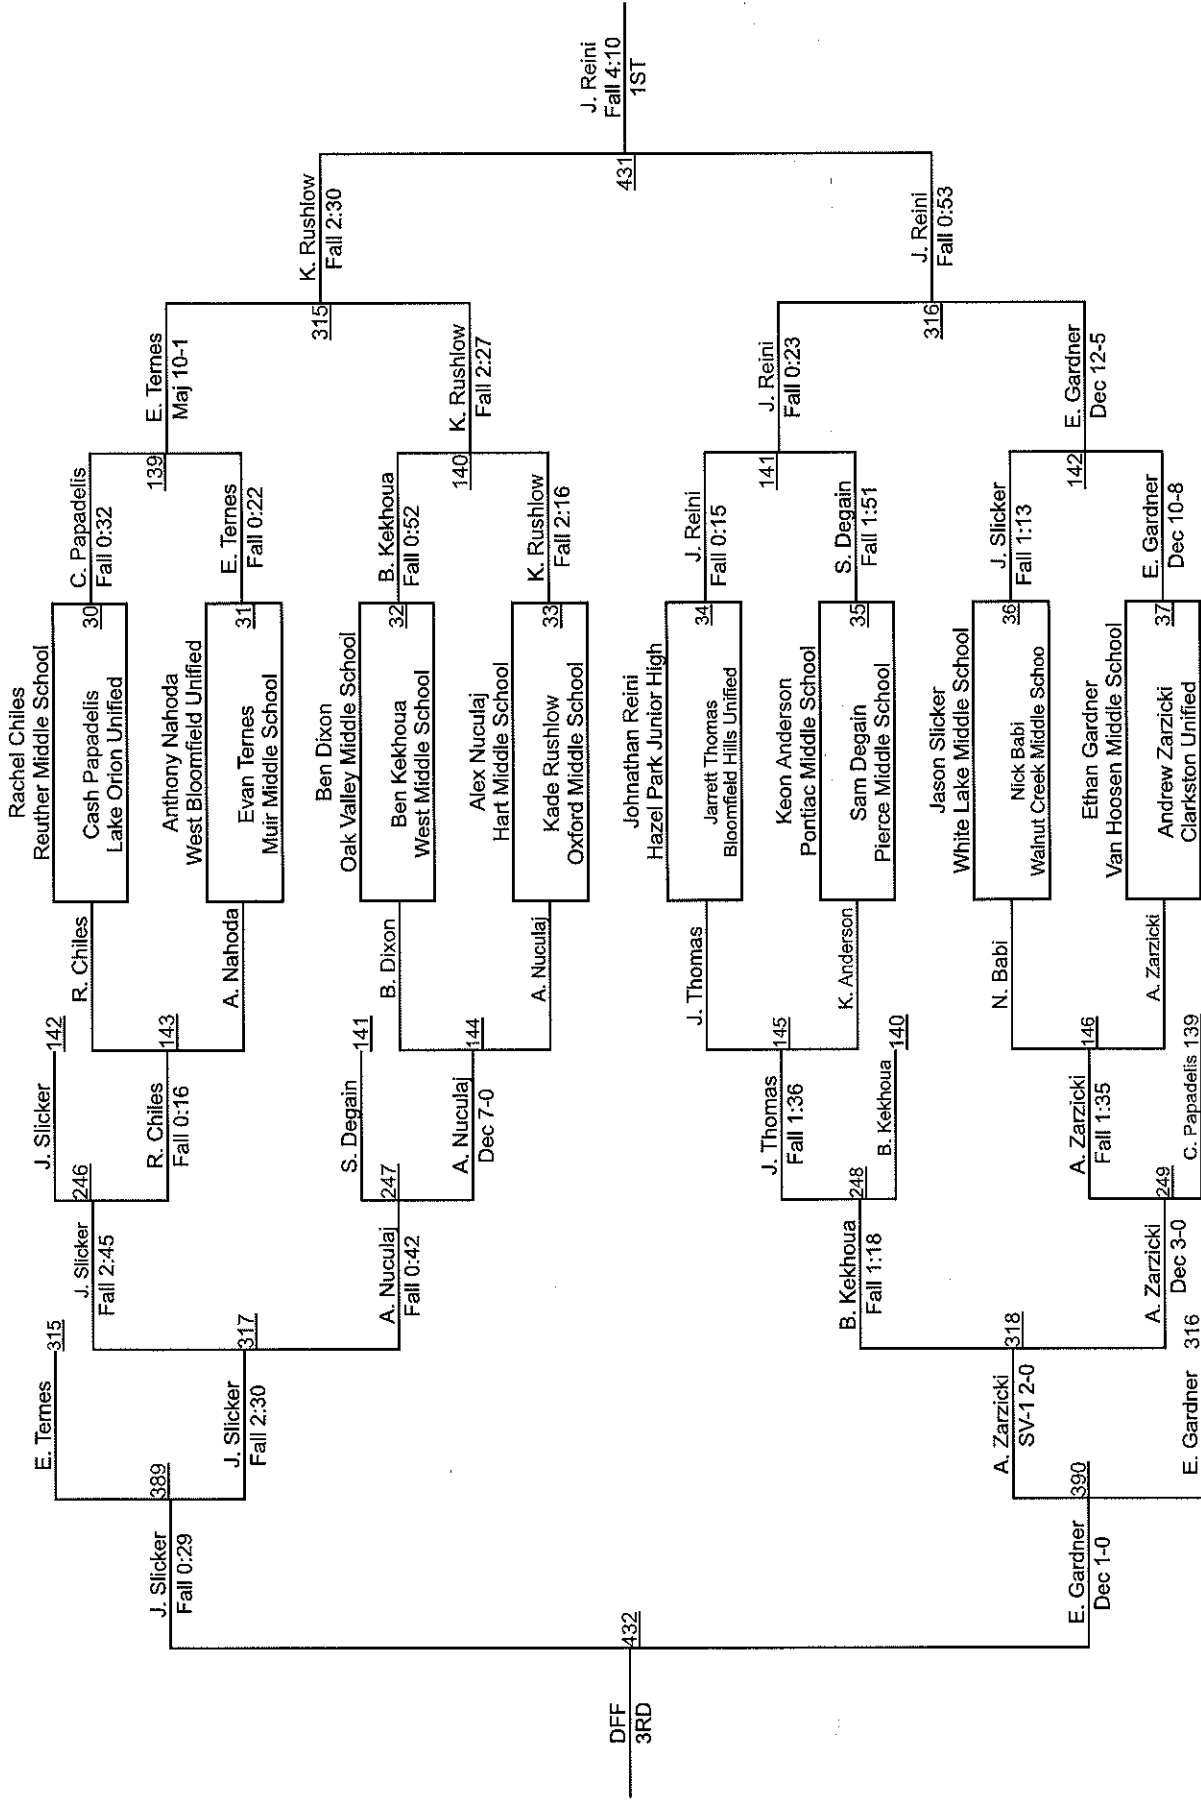 Rachel Chiles
Reuther Middle School
30
Cash Papadelis
Lake Orion Unified
Anthony Nahoda
West Bloomfield Unified
31
Evan Ternes
Muir Middle School
Ben Dixon
Oak Valley Middle School
32
Ben Kekhoua
West Middle School
Alex Nuculaj
Hart Middle School
33
Kade Rushlow
Oxford Middle School
Johnathan Reini
Hazel Park Junior High
34
Jarrett Thomas
Bloomfield Hills Unified
Keon Anderson
Pontiac Middle School
35
Sam Degain
Pierce Middle School
Jason Slicker
White Lake Middle School
36
Nick Babi
Walnut Creek Middle Schoo
Ethan Gardner
Van Hoosen Middle School
37
Andrew Zarzicki
Clarkston Unified
C. Papadelis
Fall 0:32
139
E. Ternes
Fall 0:22
B. Kekhoua
Fall 0:52
140
K. Rushlow
Fall 2:16
J. Reini
Fall 0:15
141
S. Degain
Fall 1:51
J. Slicker
Fall 1:13
142
E. Gardner
Dec 10-8
E. Ternes
Maj 10-1
315
K. Rushlow
Fall 2:27
J. Reini
Fall 0:23
316
E. Gardner
Dec 12-5
K. Rushlow
Fall 2:30
431
J. Reini
Fall 0:53
J. Reini
Fall 4:10
1ST
R. Chiles
A. Nahoda
B. Dixon
A. Nuculaj
J. Thomas
K. Anderson
N. Babi
A. Zarzicki
J. Slicker
142
143
R. Chiles
Fall 0:16
S. Degain
141
144
A. Nuculaj
Dec 7-0
145
J. Thomas
Fall 1:36
B. Kekhoua
140
146
A. Zarzicki
Fall 1:35
C. Papadelis 139
246
J. Slicker
Fall 2:45
247
A. Nuculaj
Fall 0:42
248
B. Kekhoua
Fall 1:18
249
A. Zarzicki
Dec 3-0
E. Ternes
315
317
J. Slicker
Fall 2:30
318
A. Zarzicki
SV-1 2-0
E. Gardner 316
389
J. Slicker
Fall 0:29
390
E. Gardner
Dec 1-0
432
DFF
3RD